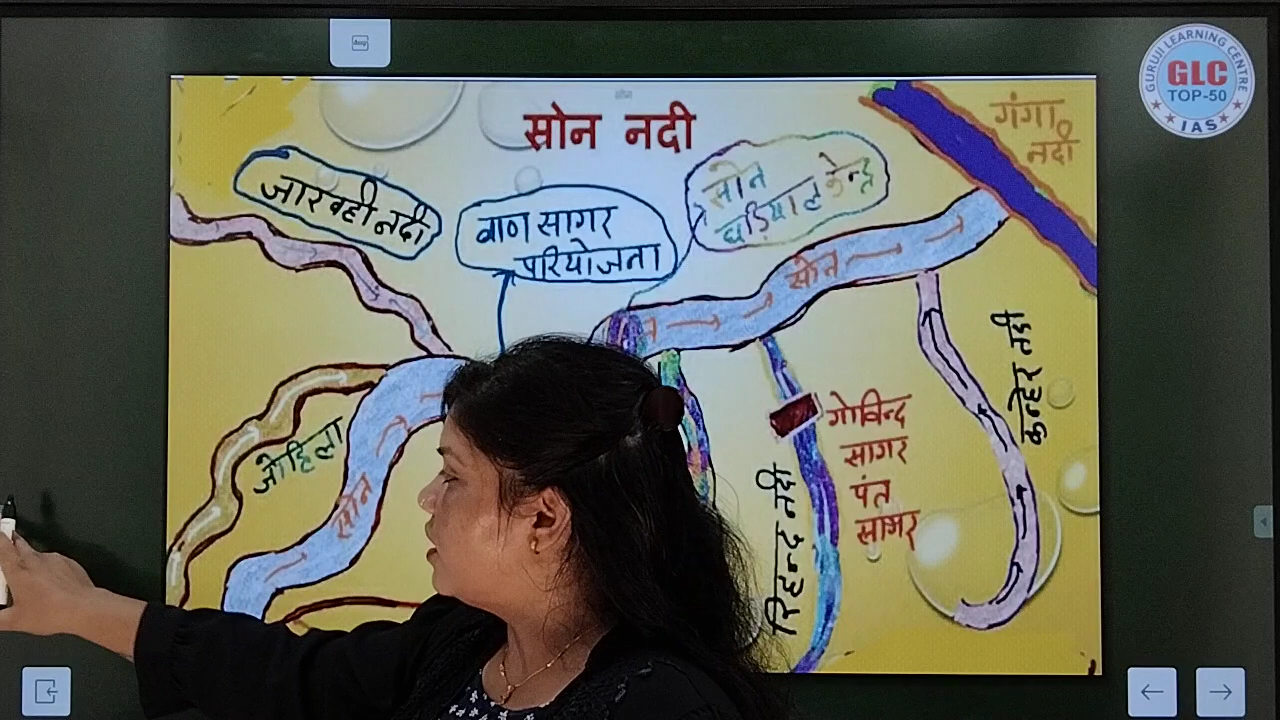 सोन नदी
गंगा
नदी
जारवही नदी
वाण सागर
परियोजना
सोन
घड़ियाल केन्द्र
सोन
जोहिला
सोन
कन्हेर नदी
गोविन्द
सागर
पंत
सागर
रिहन्द नदी
GURUJI LEARNING CENTRE
GLC
TOP-50
IAS